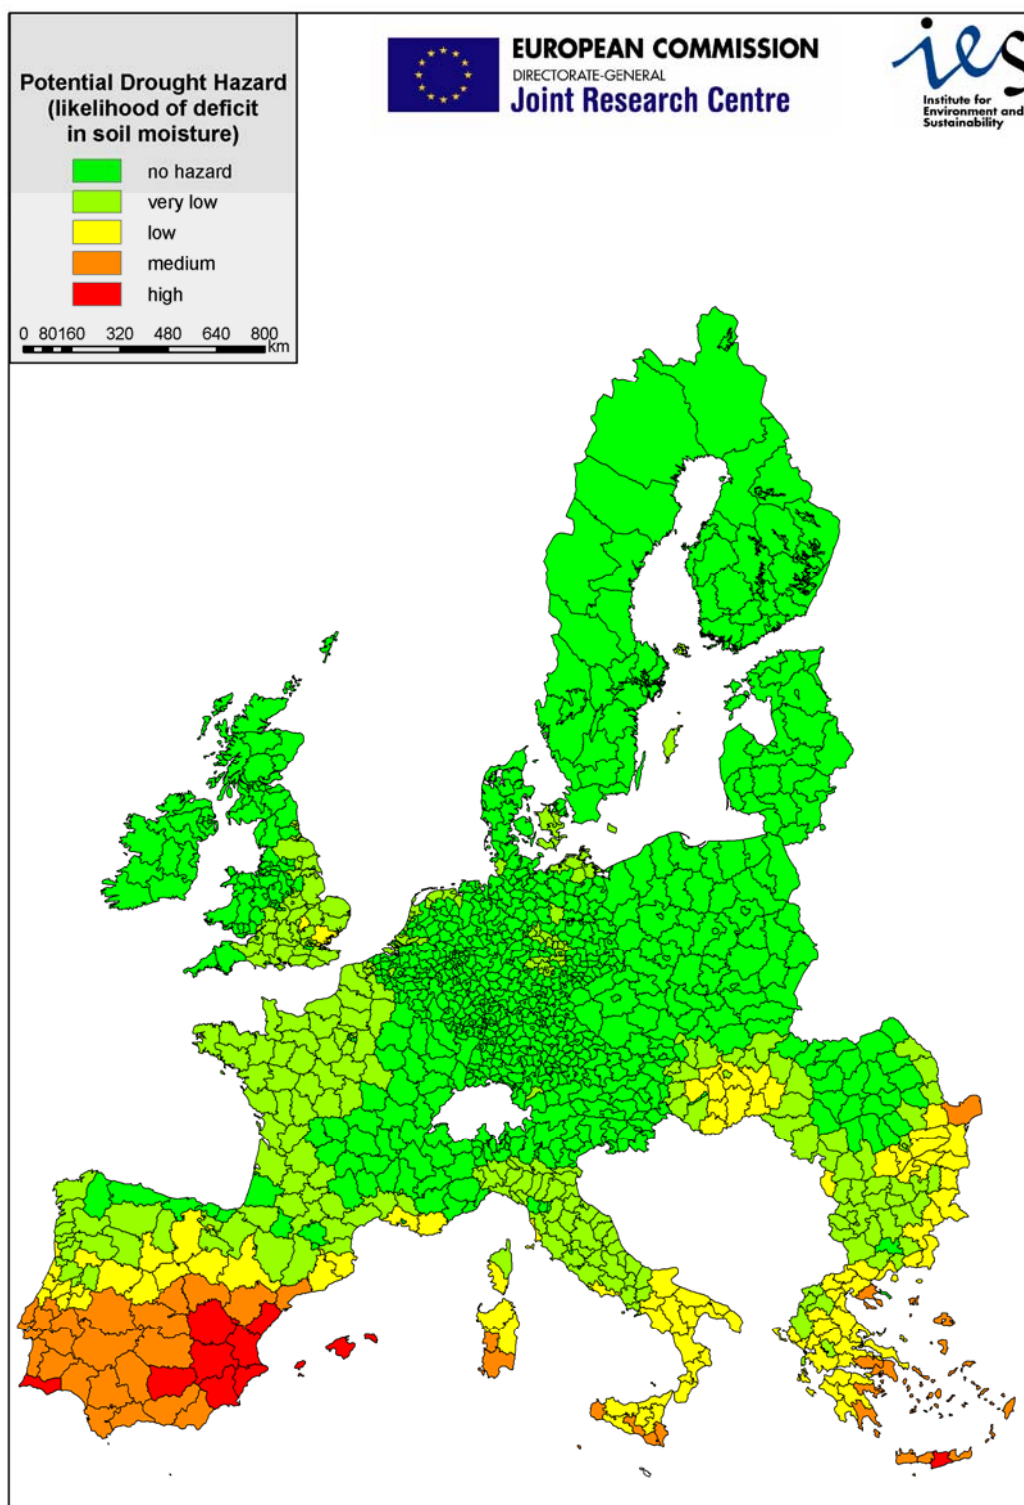 Potential Drought Hazard
(likelihood of deficit
in soil moisture)
no hazard
very low
low
medium
high
0 80160 320 480 640 800
km
EUROPEAN COMMISSION
DIRECTORATE-GENERAL
Joint Research Centre
ies
Institute for
Environment and
Sustainability